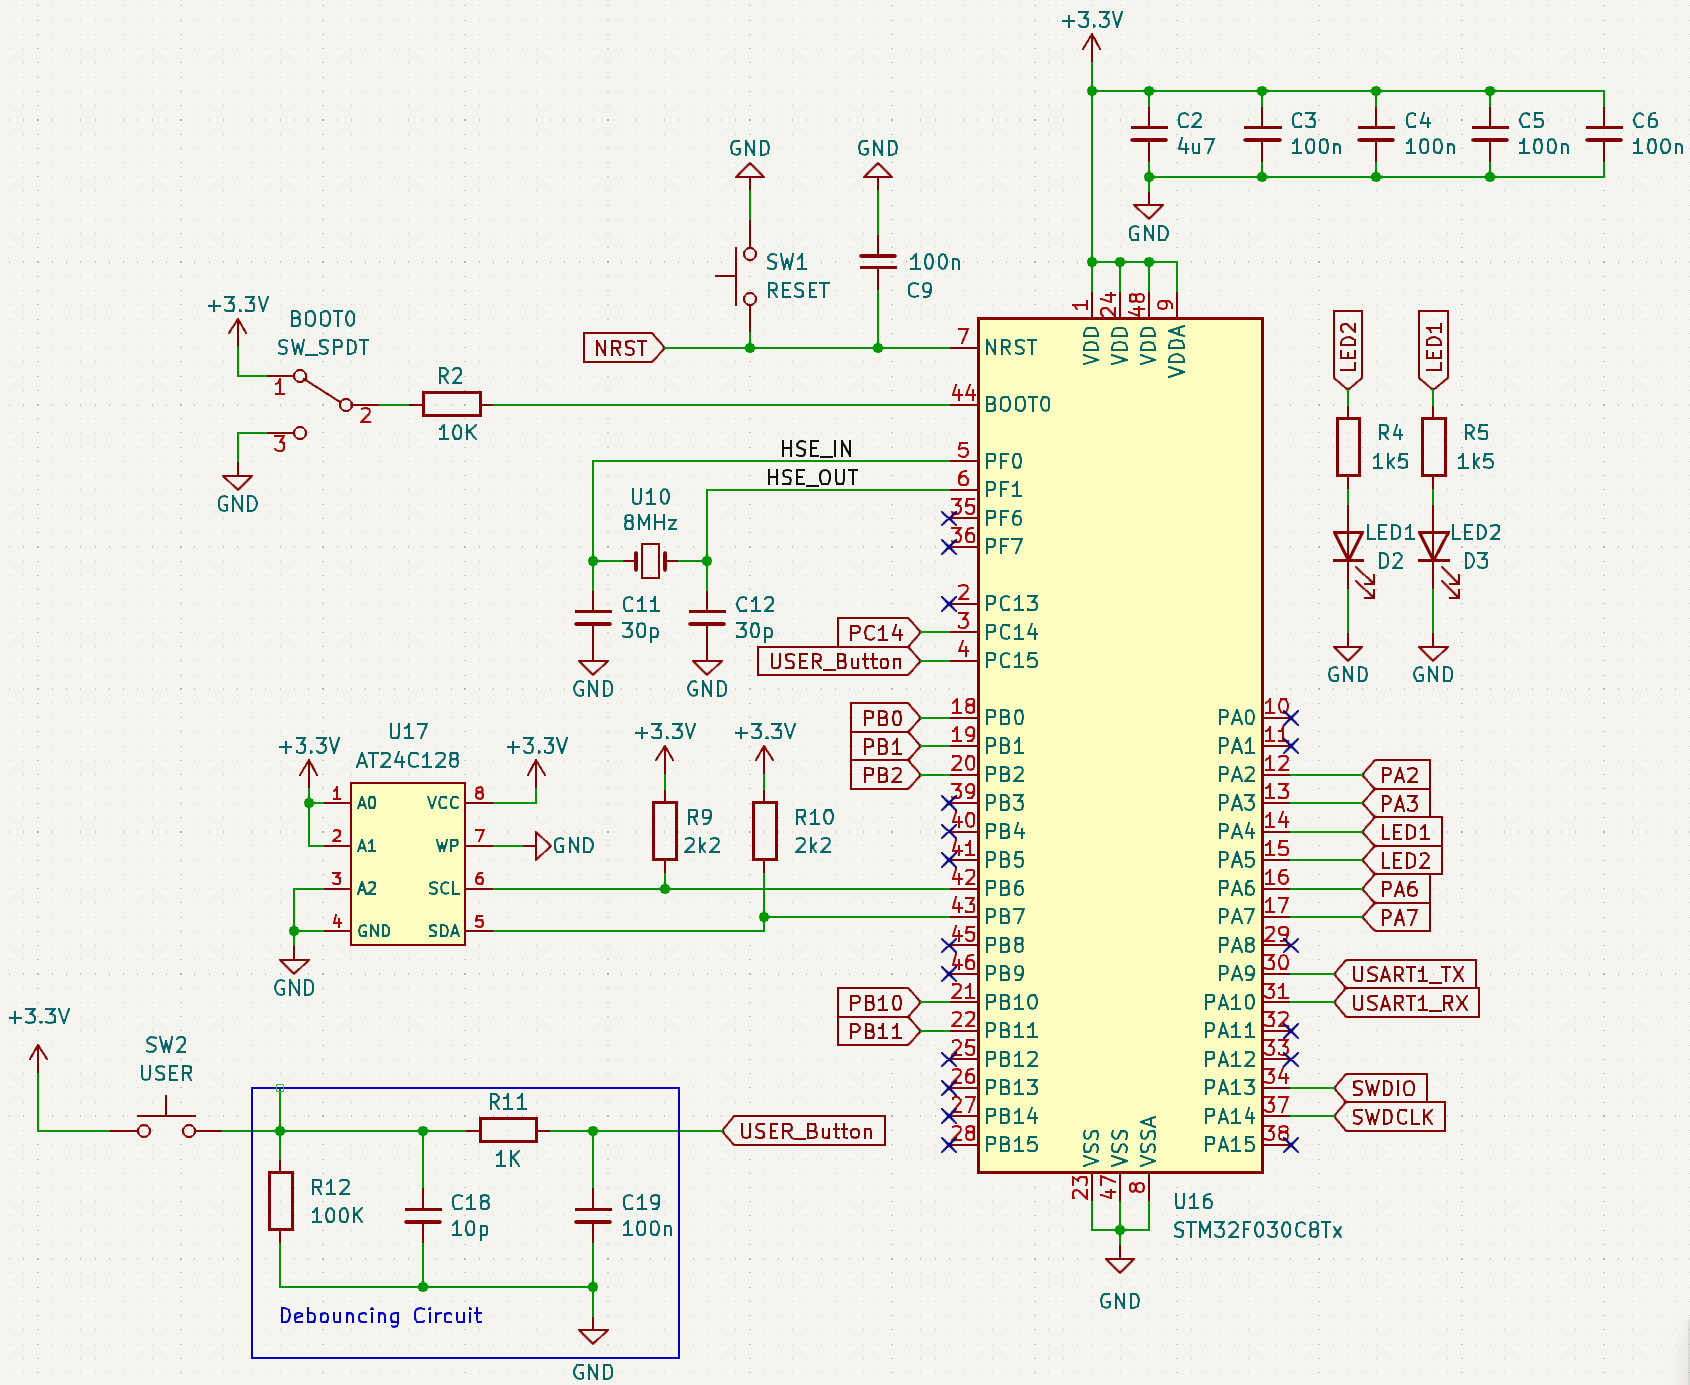 +3.3V
C2
4u7
C3
100n
C4
100n
C5
100n
C6
100n
GND
GND
GND
SW1
RESET
100n
C9
+3.3V
BOOT0
SW_SPDT
1
2
3
GND
R2
10K
NRST
HSE_IN
HSE_OUT
U10
8MHz
C11
30p
C12
30p
GND
GND
PC14
USER_Button
PB0
PB1
PB2
U17
AT24C128
+3.3V
+3.3V
1 A0
2 A1
3 A2
4 GND
VCC 8
WP 7
SCL 6
SDA 5
GND
GND
+3.3V
+3.3V
R9
2k2
R10
2k2
PB10
PB11
1
24
48
9
VDD
VDD
VDD
VDDA
7 NRST
44 BOOT0
5 PF0
6 PF1
35 PF6
36 PF7
2 PC13
3 PC14
4 PC15
18 PB0
19 PB1
20 PB2
39 PB3
40 PB4
41 PB5
42 PB6
43 PB7
45 PB8
46 PB9
21 PB10
22 PB11
25 PB12
26 PB13
27 PB14
28 PB15
PA0 10
PA1 11
PA2 12
PA3 13
PA4 14
PA5 15
PA6 16
PA7 17
PA8 29
PA9 30
PA10 31
PA11 32
PA12 33
PA13 34
PA14 37
PA15 38
VSS
VSS
VSSA
23
47
8
U16
STM32F030C8Tx
GND
LED2
LED1
R4
1k5
R5
1k5
LED1
D2
LED2
D3
GND
GND
PA2
PA3
LED1
LED2
PA6
PA7
USART1_TX
USART1_RX
SWDIO
SWDCLK
+3.3V
SW2
USER
R11
1K
USER_Button
R12
100K
C18
10p
C19
100n
Debouncing Circuit
GND